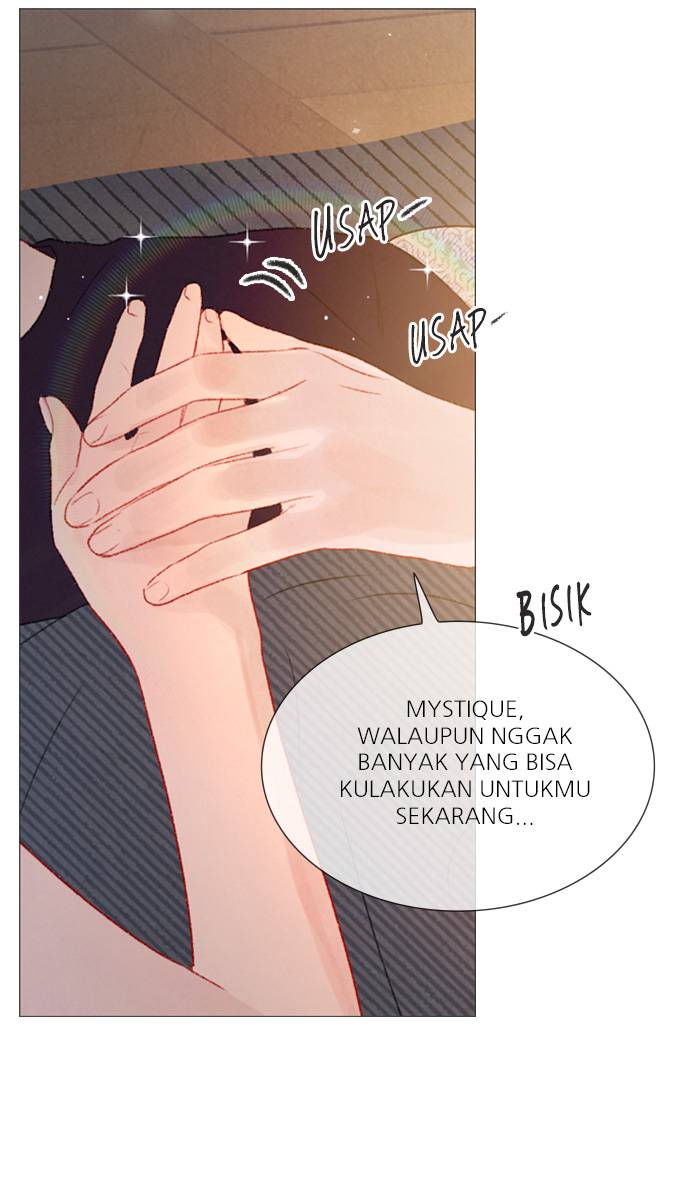 USAP-
USAP-
BISIK
MYSTIQUE,
WALAUPUN NGGAK
BANYAK YANG BISA
KULAKUKAN UNTUKMU
SEKARANG...